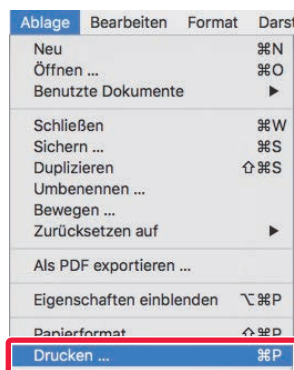 Ablage Bearbeiten Format Darst
Neu ⌘N
Öffnen ... ⌘O
Benutzte Dokumente ▶
Schließen ⌘W
Sichern ... ⌘S
Duplizieren ⇧⌘S
Umbenennen ...
Bewegen ...
Zurücksetzen auf ▶
Als PDF exportieren ...
Eigenschaften einblenden ⌥⌘P
Papierformat ⇧⌘P
Drucken ... ⌘P